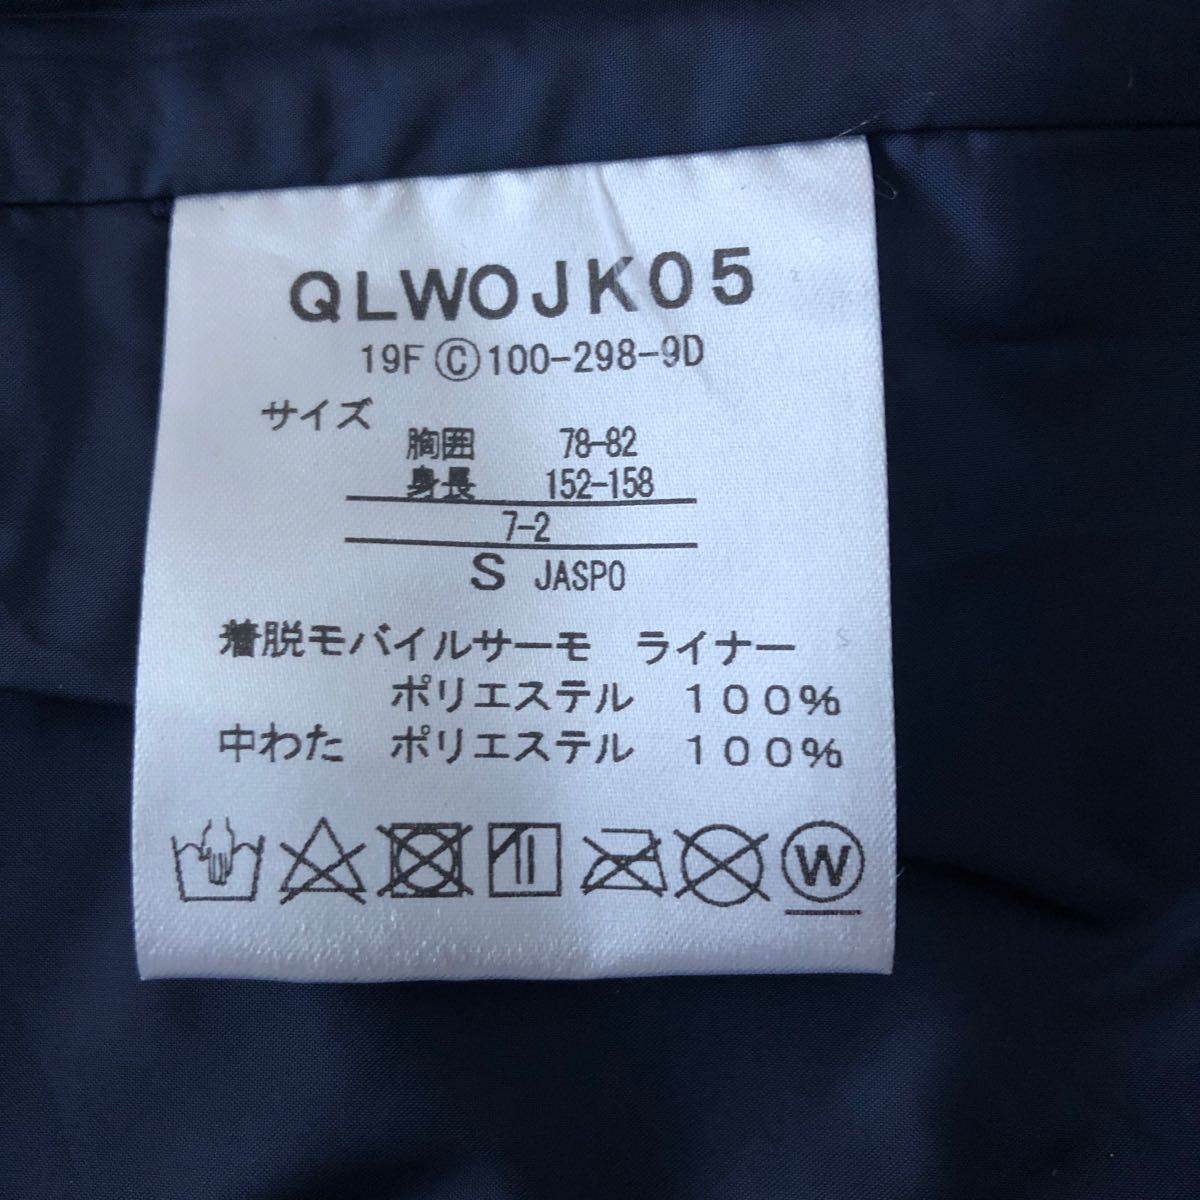 QLWOJK05
19F Ⓒ 100-298-9D
サイズ
胸囲 78-82
身長 152-158
7-2
S JASPO
着脱モバイルサーモ ライナー
ポリエステル 100%
中わた ポリエステル 100%
W